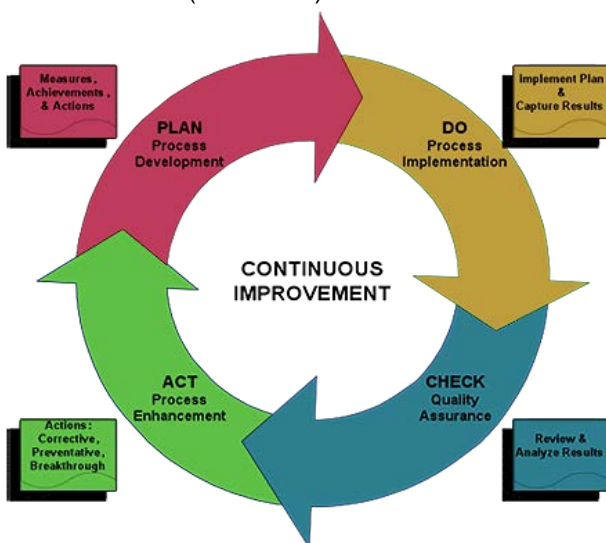 Measures,
Achievements,
& Actions
PLAN
Process
Development
DO
Process
Implementation
Implement Plan
&
Capture Results
CONTINUOUS
IMPROVEMENT
ACT
Process
Enhancement
CHECK
Quality
Assurance
Actions:
Corrective,
Preventative,
Breakthrough
Review &
Analyze Results